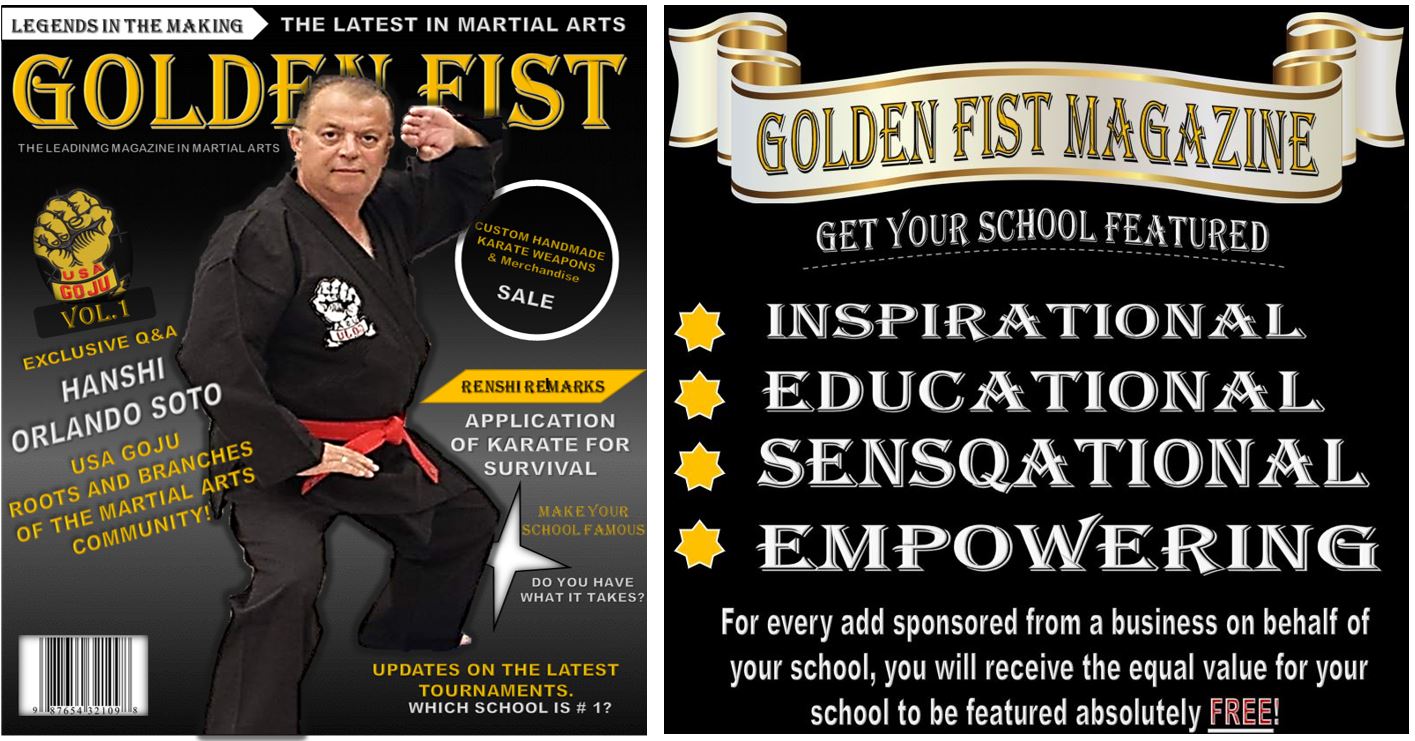 LEGENDS IN THE MAKING
THE LATEST IN MARTIAL ARTS
GOLDEN FIST
THE LEADINMG MAGAZINE IN MARTIAL ARTS
USA
GOJU
VOL.1
EXCLUSIVE Q&A
HANSHI
ORLANDO SOTO
USA GOJU
ROOTS AND BRANCHES
OF THE MARTIAL ARTS
COMMUNITY!
CUSTOM HANDMADE
KARATE WEAPONS
& Merchandise
SALE
RENSHI REMARKS
APPLICATION
OF KARATE FOR
SURVIVAL
MAKE YOUR
SCHOOL FAMOUS
DO YOU HAVE
WHAT IT TAKES?
UPDATES ON THE LATEST
TOURNAMENTS.
WHICH SCHOOL IS # 1?
9 87654 32109 8
GOLDEN FIST MAGAZINE
GET YOUR SCHOOL FEATURED
INSPIRATIONAL
EDUCATIONAL
SENSQATIONAL
EMPOWERING
For every add sponsored from a business on behalf of
your school, you will receive the equal value for your
school to be featured absolutely FREE!